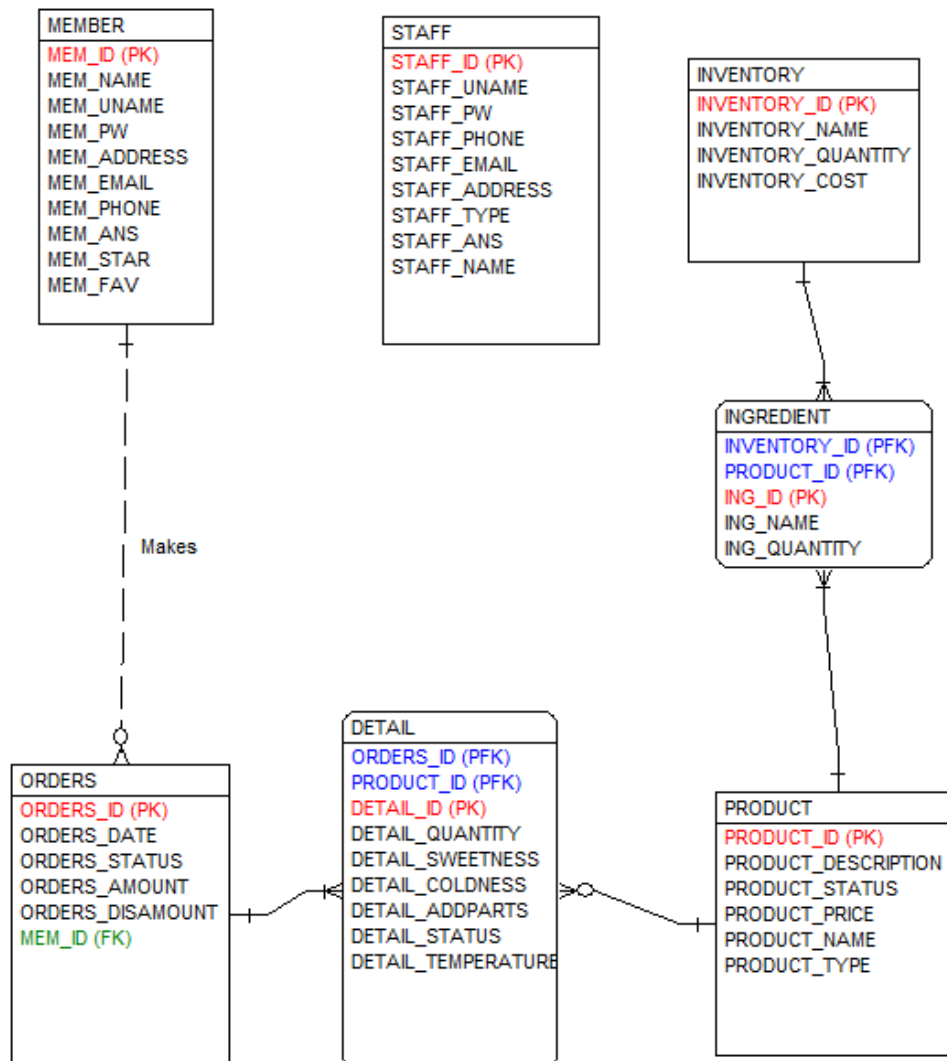 MEMBER
MEM_ID (PK)
MEM_NAME
MEM_UNAME
MEM_PW
MEM_ADDRESS
MEM_EMAIL
MEM_PHONE
MEM_ANS
MEM_STAR
MEM_FAV
STAFF
STAFF_ID (PK)
STAFF_UNAME
STAFF_PW
STAFF_PHONE
STAFF_EMAIL
STAFF_ADDRESS
STAFF_TYPE
STAFF_ANS
STAFF_NAME
INVENTORY
INVENTORY_ID (PK)
INVENTORY_NAME
INVENTORY_QUANTITY
INVENTORY_COST
INGREDIENT
INVENTORY_ID (PFK)
PRODUCT_ID (PFK)
ING_ID (PK)
ING_NAME
ING_QUANTITY
Makes
ORDERS
ORDERS_ID (PK)
ORDERS_DATE
ORDERS_STATUS
ORDERS_AMOUNT
ORDERS_DISAMOUNT
MEM_ID (FK)
DETAIL
ORDERS_ID (PFK)
PRODUCT_ID (PFK)
DETAIL_ID (PK)
DETAIL_QUANTITY
DETAIL_SWEETNESS
DETAIL_COLDNESS
DETAIL_ADDPARTS
DETAIL_STATUS
DETAIL_TEMPERATURE
PRODUCT
PRODUCT_ID (PK)
PRODUCT_DESCRIPTION
PRODUCT_STATUS
PRODUCT_PRICE
PRODUCT_NAME
PRODUCT_TYPE